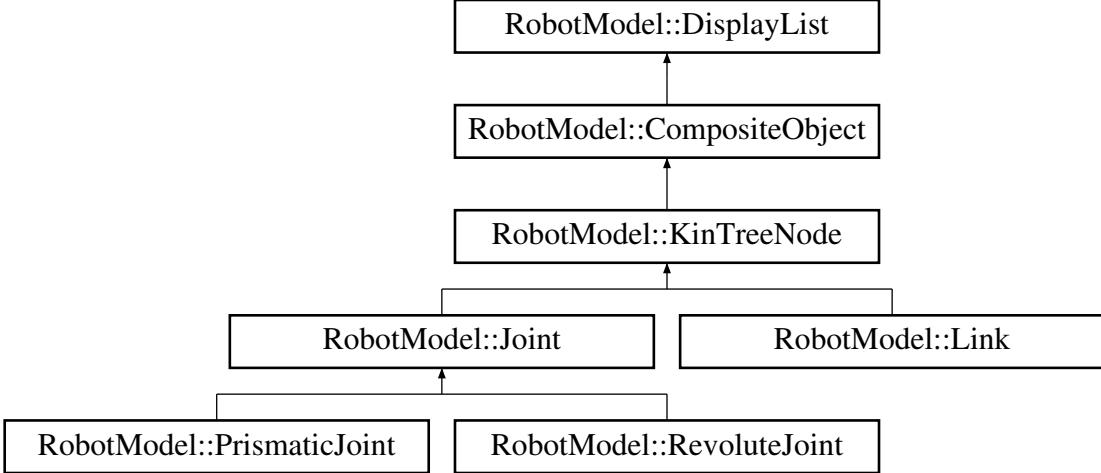 RobotModel::DisplayList
RobotModel::CompositeObject
RobotModel::KinTreeNode
RobotModel::Joint
RobotModel::Link
RobotModel::PrismaticJoint
RobotModel::RevoluteJoint